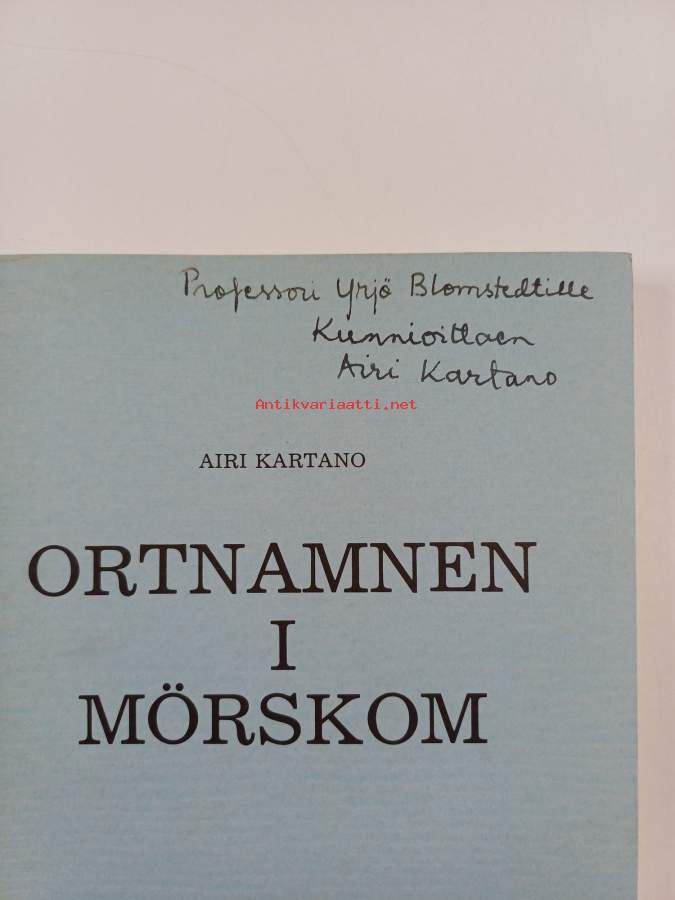 Professori Yrjö Blomstedtille
Kunnioittaen
Airi Kartano
Antikvariaatti.net
AIRI KARTANO
ORTNAMNEN
I
MÖRSKOM